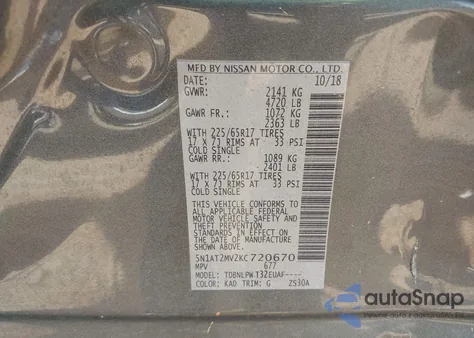 MFD BY NISSAN MOTOR CO., LTD.
DATE: 10/18
GVWR: 2141 KG
4720 LB
GAWR FR.: 1072 KG
2363 LB
WITH 225/65R17 TIRES
17 X 7J RIMS AT 33 PSI
COLD SINGLE
GAWR RR.: 1089 KG
2401 LB
WITH 225/65R17 TIRES
17 X 7J RIMS AT 33 PSI
COLD SINGLE
THIS VEHICLE CONFORMS TO
ALL APPLICABLE FEDERAL
MOTOR VEHICLE SAFETY
STANDARDS IN EFFECT ON
THE DATE OF MANUFACTURE
SHOWN ABOVE.
5N1AT2MV2KC720670
MPV 677
MODEL: TDBNLPW T32EUAF----
COLOR: KAD TRIM: G ZS30A
autoSnap